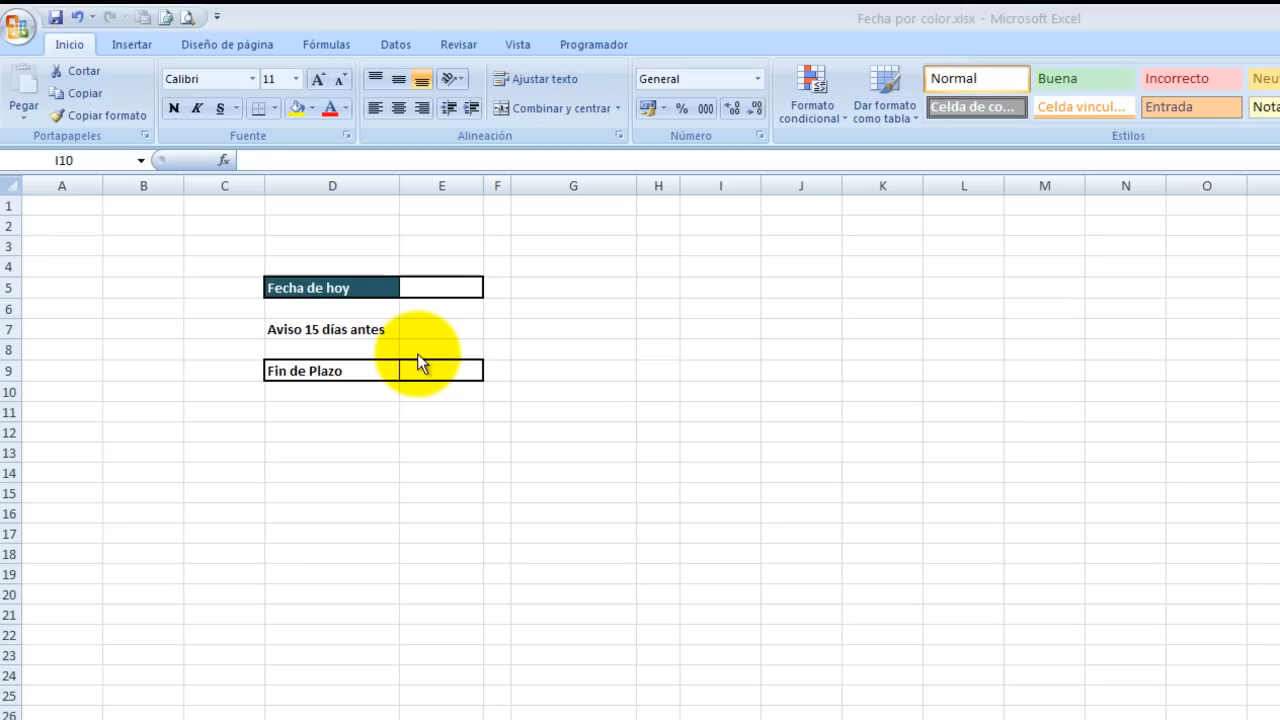 Fecha por color.xlsx - Microsoft Excel
Inicio Insertar Diseño de página Fórmulas Datos Revisar Vista Programador
Pegar
Cortar
Copiar
Copiar formato
Portapapeles
Calibri 11
N K S
Fuente
Ajustar texto
Combinar y centrar
Alineación
General
% 000
Número
Formato condicional
Dar formato como tabla
Normal Buena Incorrecto Neu
Celda de co... Celda vincul... Entrada Nota
Estilos
I10 fx
A B C D E F G H I J K L M N O
1
2
3
4
5 Fecha de hoy
6
7 Aviso 15 días antes
8
9 Fin de Plazo
10
11
12
13
14
15
16
17
18
19
20
21
22
23
24
25
26